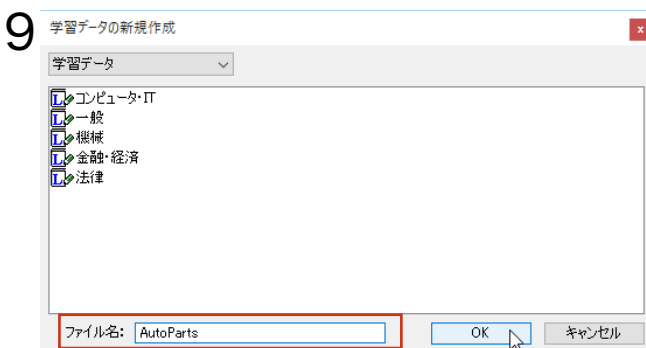 9
学習データの新規作成
学習データ
コンピュータ・IT
一般
機械
金融・経済
法律
ファイル名: AutoParts
OK キャンセル